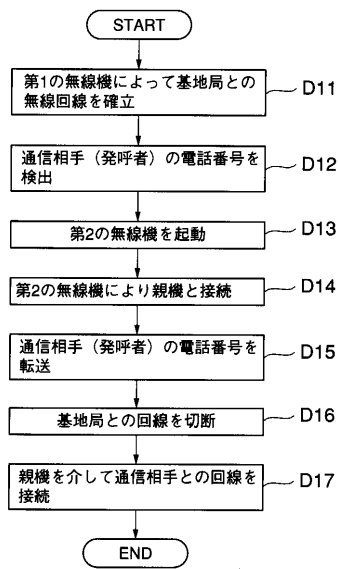 START
第1の無線機によって基地局との
無線回線を確立
D11
通信相手(発呼者)の電話番号を
検出
D12
第2の無線機を起動
D13
第2の無線機により親機と接続
D14
通信相手(発呼者)の電話番号を
転送
D15
基地局との回線を切断
D16
親機を介して通信相手との回線を
接続
D17
END